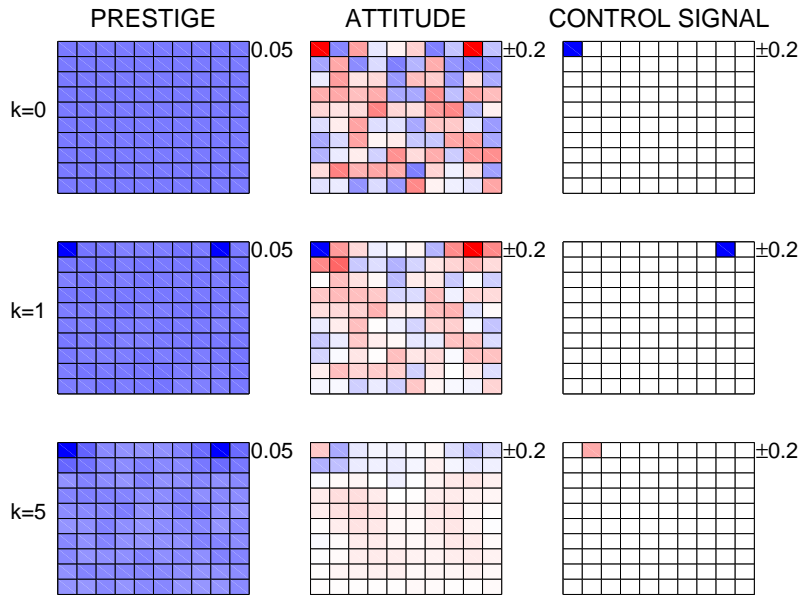 PRESTIGE ATTITUDE CONTROL SIGNAL
0.05 ±0.2 ±0.2
k=0
0.05 ±0.2 ±0.2
k=1
0.05 ±0.2 ±0.2
k=5